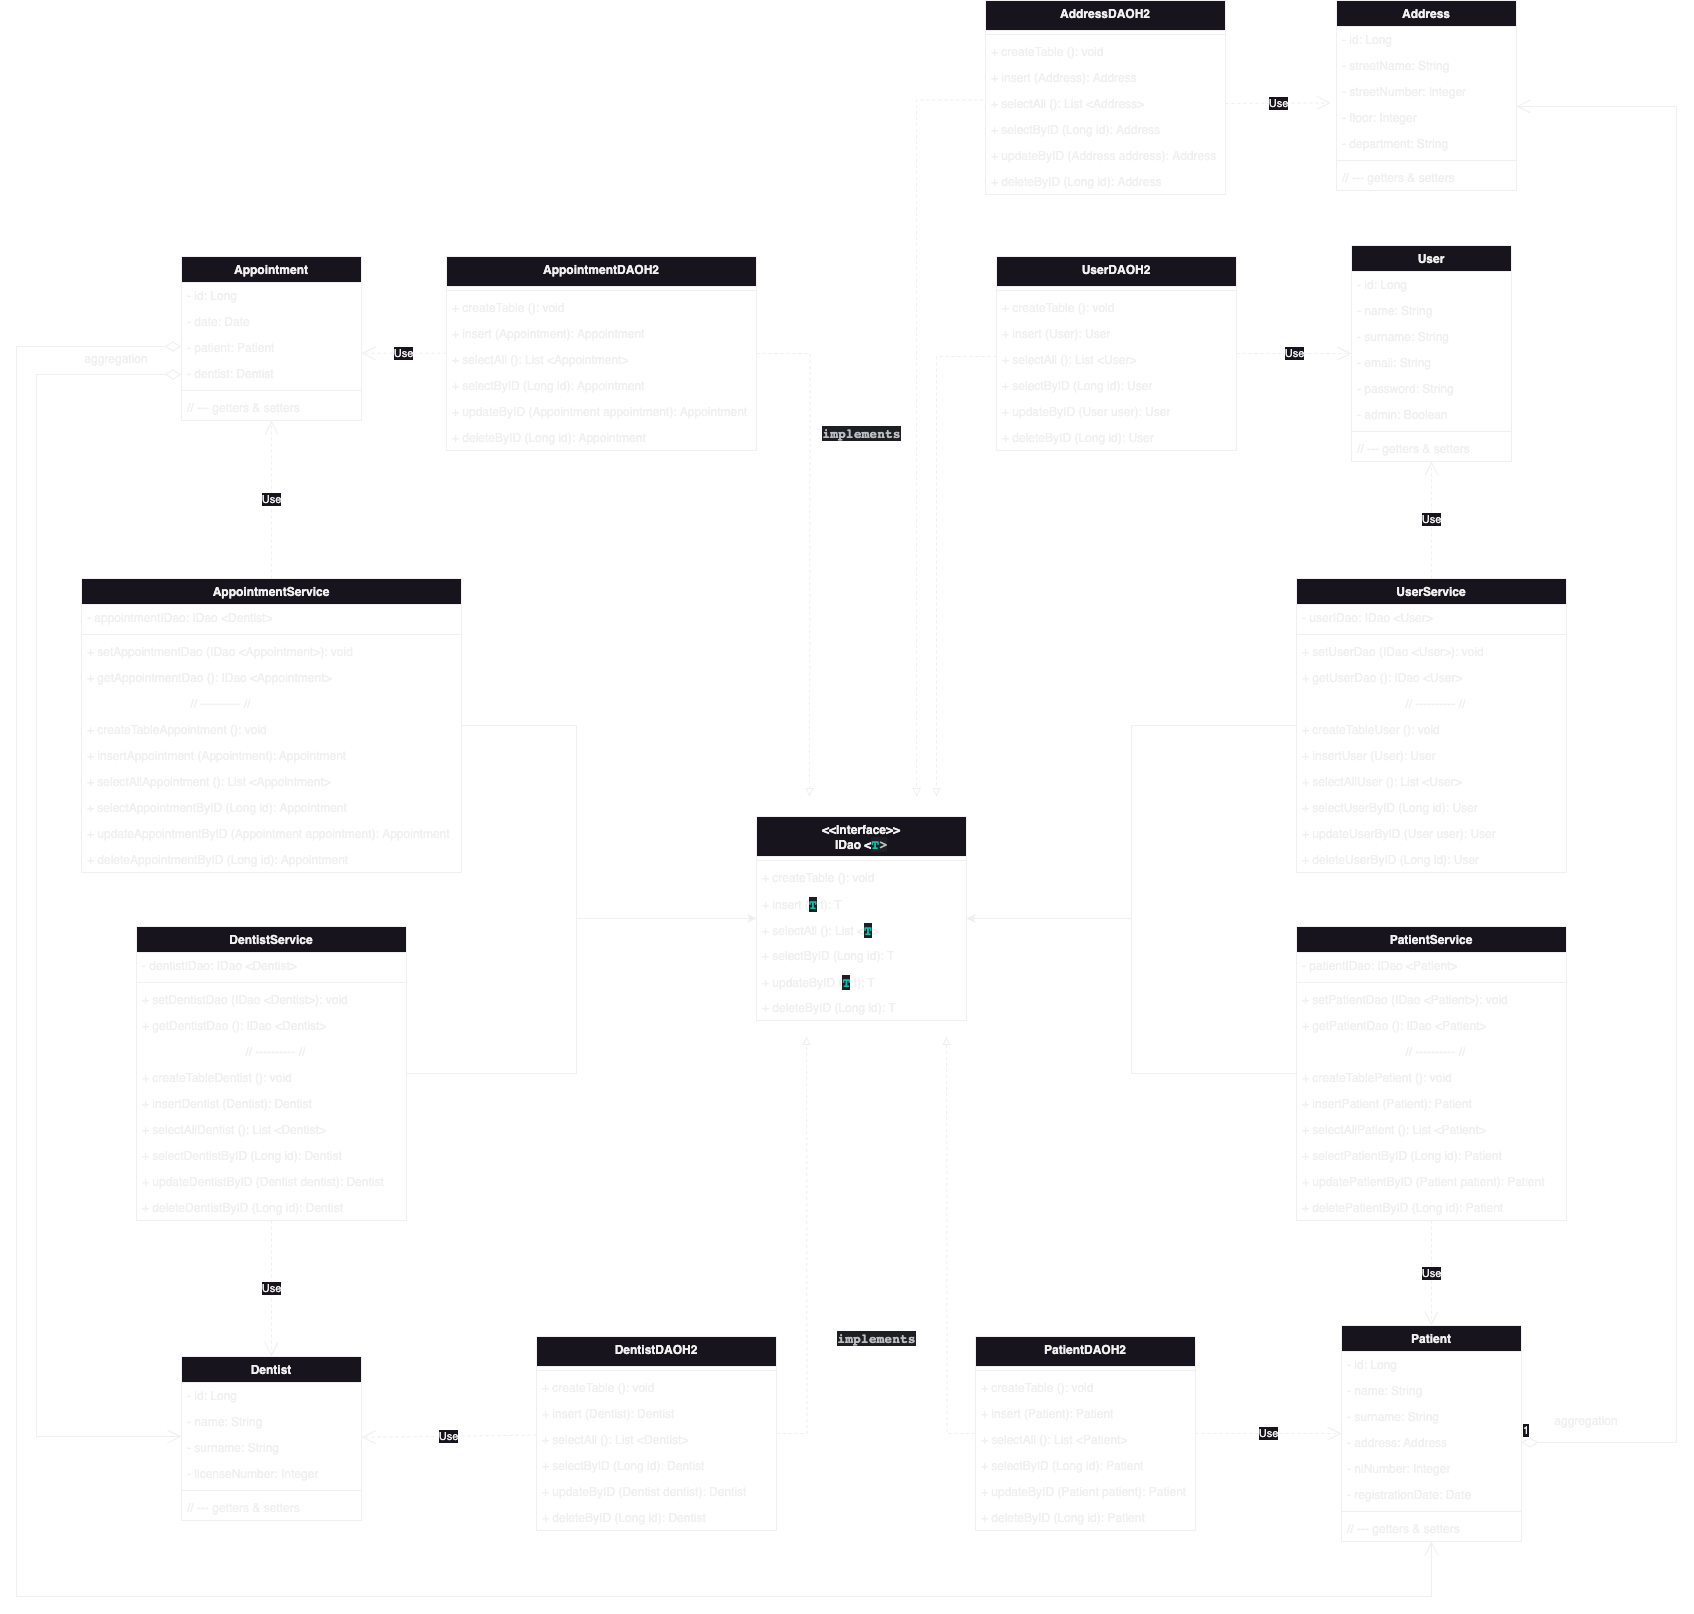 AddressDAOH2
+ createTable (): void
+ insert (Address): Address
+ selectAll (): List <Address>
+ selectByID (Long id): Address
+ updateByID (Address address): Address
+ deleteByID (Long id): Address
Use
Address
- id: Long
- streetName: String
- streetNumber: Integer
- floor: Integer
- department: String
// --- getters & setters
Appointment
- id: Long
- date: Date
- patient: Patient
- dentist: Dentist
// --- getters & setters
aggregation
Use
AppointmentDAOH2
+ createTable (): void
+ insert (Appointment): Appointment
+ selectAll (): List <Appointment>
+ selectByID (Long id): Appointment
+ updateByID (Appointment appointment): Appointment
+ deleteByID (Long id): Appointment
implements
UserDAOH2
+ createTable (): void
+ insert (User): User
+ selectAll (): List <User>
+ selectByID (Long id): User
+ updateByID (User user): User
+ deleteByID (Long id): User
Use
User
- id: Long
- name: String
- surname: String
- email: String
- password: String
- admin: Boolean
// --- getters & setters
Use
Use
AppointmentService
- appointmentIDao: IDao <Dentist>
+ setAppointmentDao (IDao <Appointment>): void
+ getAppointmentDao (): IDao <Appointment>
// ---------- //
+ createTableAppointment (): void
+ insertAppointment (Appointment): Appointment
+ selectAllAppointment (): List <Appointment>
+ selectAppointmentByID (Long id): Appointment
+ updateAppointmentByID (Appointment appointment): Appointment
+ deleteAppointmentByID (Long id): Appointment
UserService
- userIDao: IDao <User>
+ setUserDao (IDao <User>): void
+ getUserDao (): IDao <User>
// ---------- //
+ createTableUser (): void
+ insertUser (User): User
+ selectAllUser (): List <User>
+ selectUserByID (Long id): User
+ updateUserByID (User user): User
+ deleteUserByID (Long id): User
<<Interface>>
IDao <T>
+ createTable (): void
+ insert (T): T
+ selectAll (): List <T>
+ selectByID (Long id): T
+ updateByID (T t): T
+ deleteByID (Long id): T
DentistService
- dentistIDao: IDao <Dentist>
+ setDentistDao (IDao <Dentist>): void
+ getDentistDao (): IDao <Dentist>
// ---------- //
+ createTableDentist (): void
+ insertDentist (Dentist): Dentist
+ selectAllDentist (): List <Dentist>
+ selectDentistByID (Long id): Dentist
+ updateDentistByID (Dentist dentist): Dentist
+ deleteDentistByID (Long id): Dentist
PatientService
- patientIDao: IDao <Patient>
+ setPatientDao (IDao <Patient>): void
+ getPatientDao (): IDao <Patient>
// ---------- //
+ createTablePatient (): void
+ insertPatient (Patient): Patient
+ selectAllPatient (): List <Patient>
+ selectPatientByID (Long id): Patient
+ updatePatientByID (Patient patient): Patient
+ deletePatientByID (Long id): Patient
Use
Use
Dentist
- id: Long
- name: String
- surname: String
- licenseNumber: Integer
// --- getters & setters
Use
DentistDAOH2
+ createTable (): void
+ insert (Dentist): Dentist
+ selectAll (): List <Dentist>
+ selectByID (Long id): Dentist
+ updateByID (Dentist dentist): Dentist
+ deleteByID (Long id): Dentist
implements
PatientDAOH2
+ createTable (): void
+ insert (Patient): Patient
+ selectAll (): List <Patient>
+ selectByID (Long id): Patient
+ updateByID (Patient patient): Patient
+ deleteByID (Long id): Patient
Use
Patient
- id: Long
- name: String
- surname: String
- address: Address
- niNumber: Integer
- registrationDate: Date
// --- getters & setters
1
aggregation